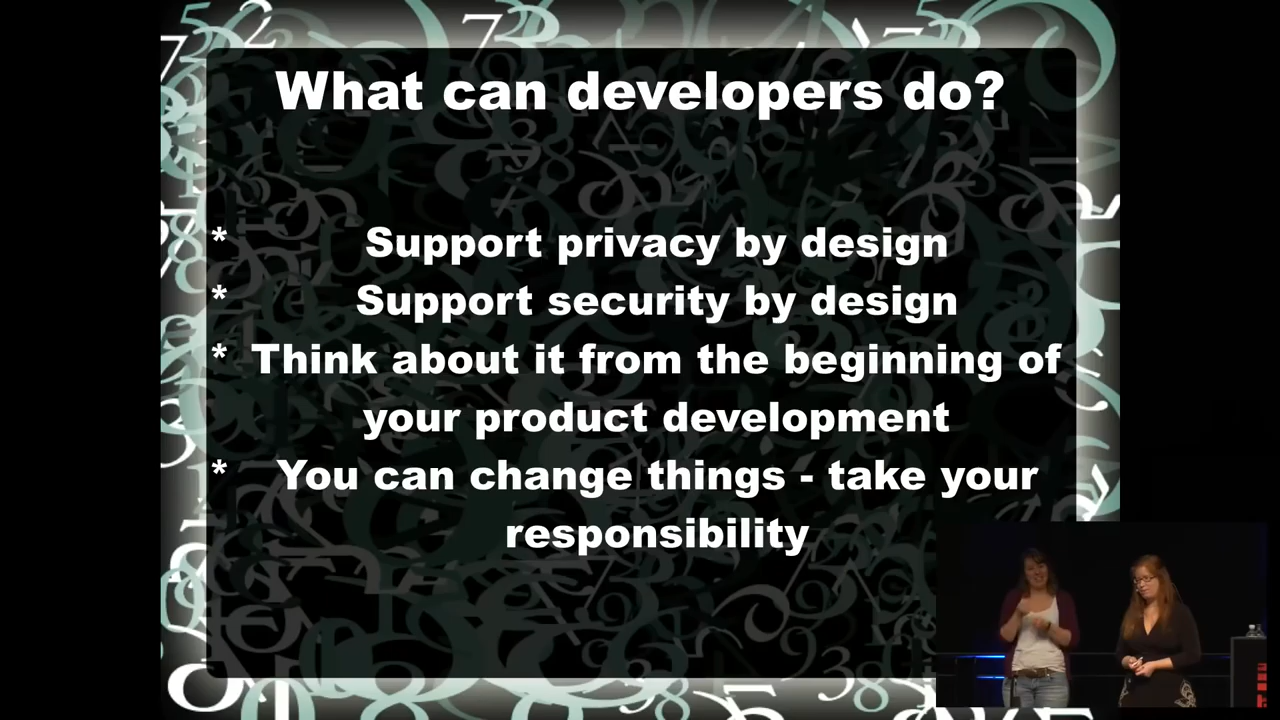 What can developers do?
* Support privacy by design
* Support security by design
* Think about it from the beginning of
your product development
* You can change things - take your
responsibility